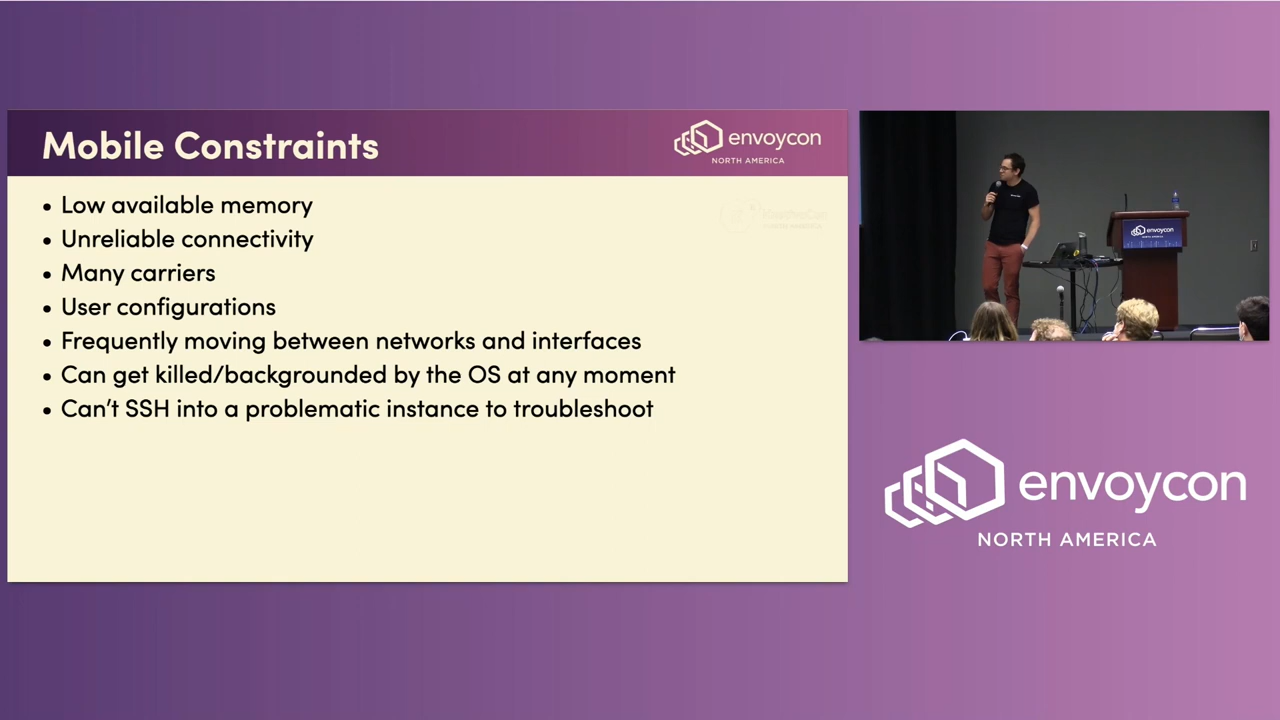 Mobile Constraints
envoycon
NORTH AMERICA
• Low available memory
• Unreliable connectivity
• Many carriers
• User configurations
• Frequently moving between networks and interfaces
• Can get killed/backgrounded by the OS at any moment
• Can't SSH into a problematic instance to troubleshoot
envoycon
envoycon
NORTH AMERICA